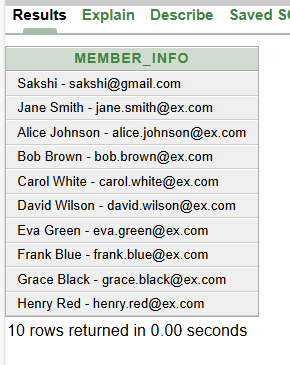 Results Explain Describe Saved
MEMBER_INFO
Sakshi - sakshi@gmail.com
Jane Smith - jane.smith@ex.com
Alice Johnson - alice.johnson@ex.com
Bob Brown - bob.brown@ex.com
Carol White - carol.white@ex.com
David Wilson - david.wilson@ex.com
Eva Green - eva.green@ex.com
Frank Blue - frank.blue@ex.com
Grace Black - grace.black@ex.com
Henry Red - henry.red@ex.com
10 rows returned in 0.00 seconds